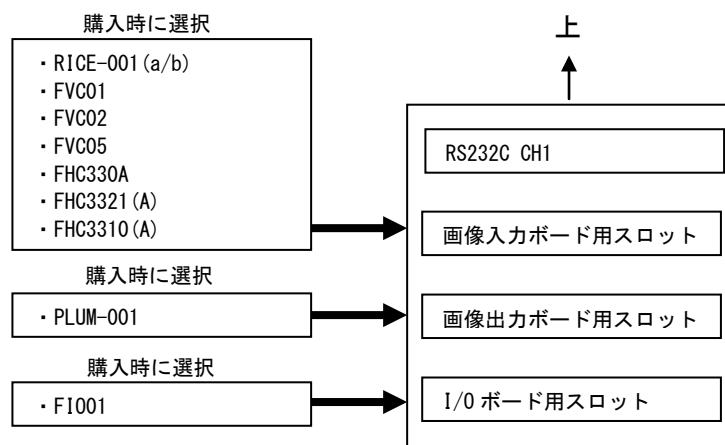 購入時に選択
・RICE-001(a/b)
・FVC01
・FVC02
・FVC05
・FHC330A
・FHC3321(A)
・FHC3310(A)
購入時に選択
・PLUM-001
購入時に選択
・FI001
上
RS232C CH1
画像入力ボード用スロット
画像出力ボード用スロット
I/O ボード用スロット